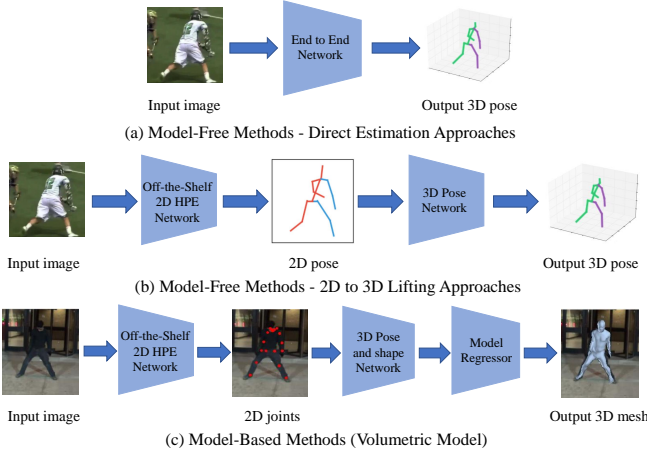 End to End
Network
Input image
Output 3D pose
(a) Model-Free Methods - Direct Estimation Approaches
Off-the-Shelf
2D HPE
Network
3D Pose
Network
Input image
2D pose
Output 3D pose
(b) Model-Free Methods - 2D to 3D Lifting Approaches
Off-the-Shelf
2D HPE
Network
3D Pose
and shape
Network
Model
Regressor
Input image
2D joints
Output 3D mesh
(c) Model-Based Methods (Volumetric Model)